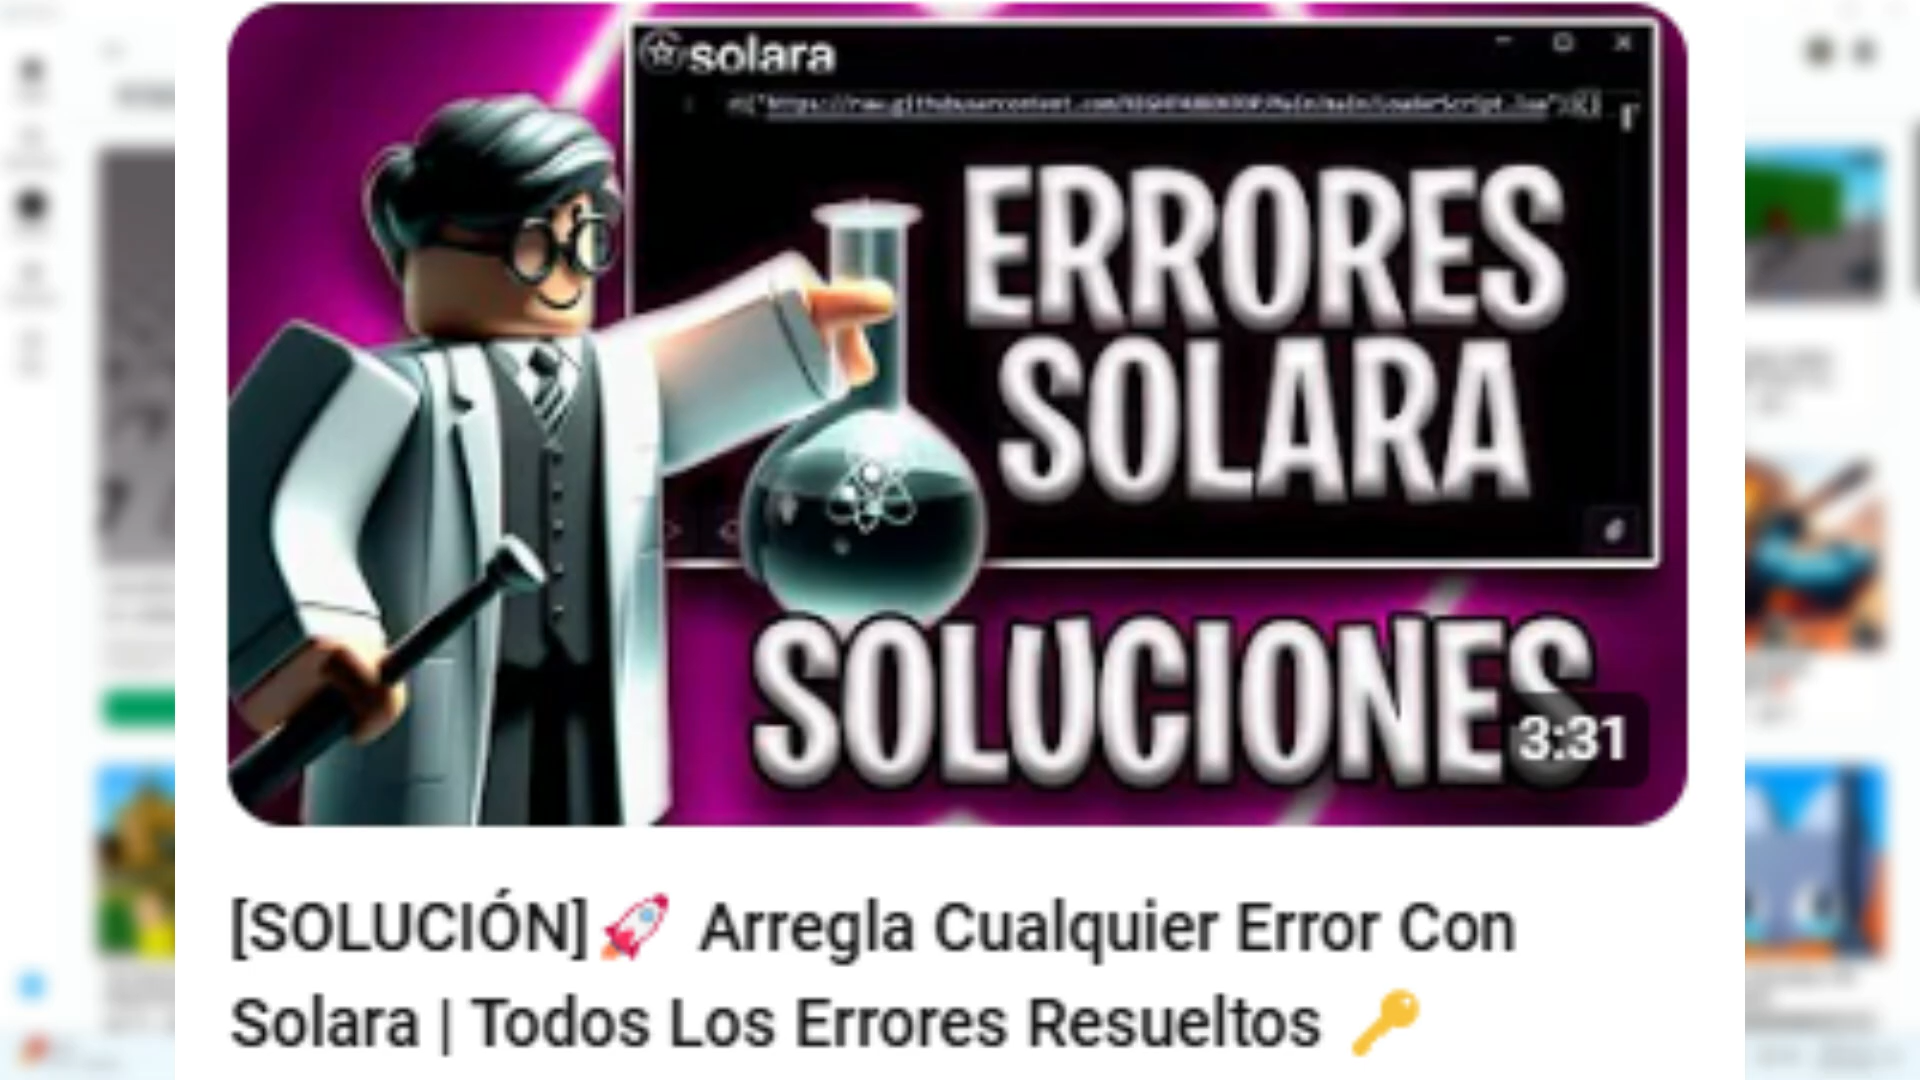 solara
ERRORES
SOLARA
SOLUCIONES
3:31
[SOLUCIÓN]🚀 Arregla Cualquier Error Con
Solara | Todos Los Errores Resueltos 🔑